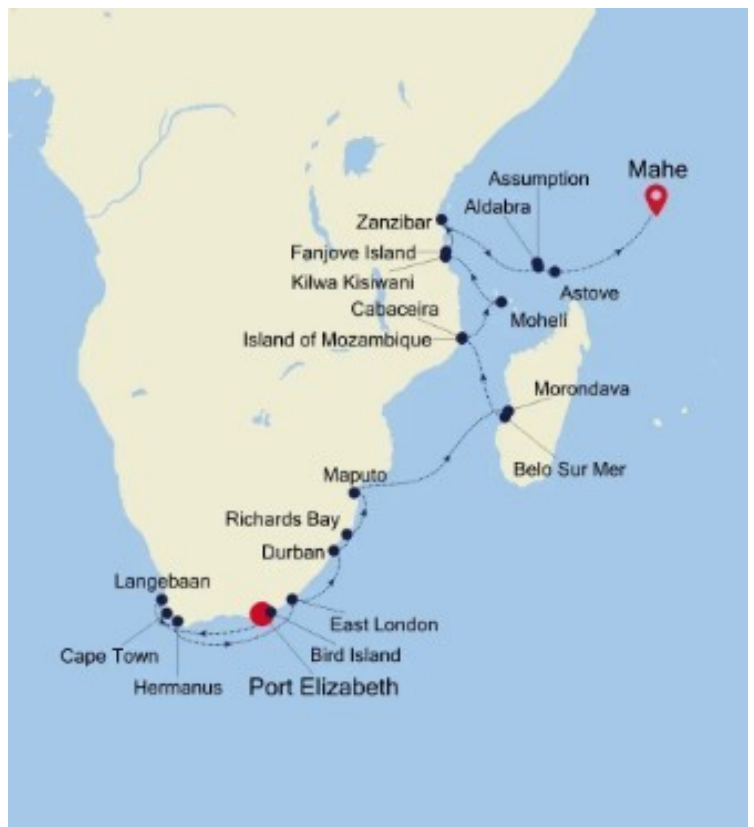 Mahe
Assumption
Aldabra
Zanzibar
Fanjove Island
Kilwa Kisiwani
Astove
Cabaceira
Moheli
Island of Mozambique
Morondava
Belo Sur Mer
Maputo
Richards Bay
Durban
Langebaan
East London
Cape Town
Bird Island
Hermanus
Port Elizabeth